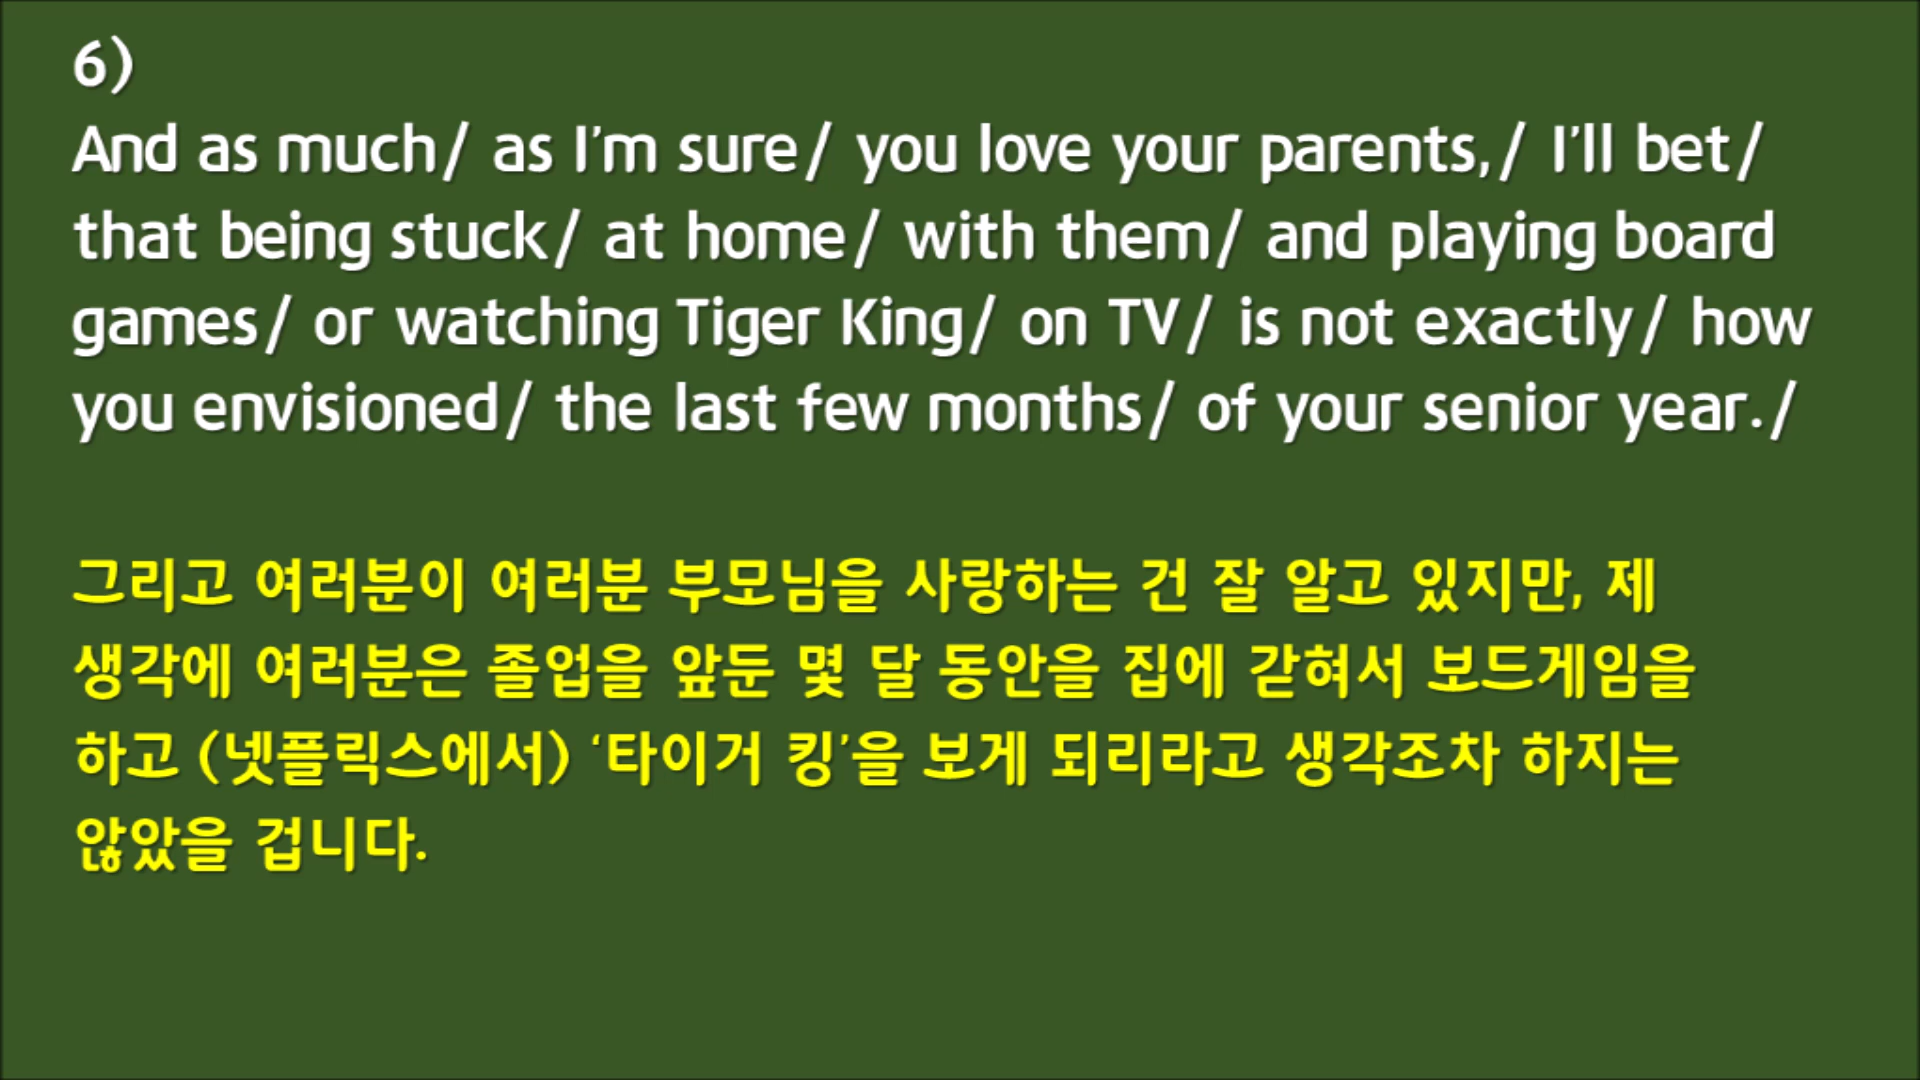 6)
And as much/ as I’m sure/ you love your parents,/ I’ll bet/
that being stuck/ at home/ with them/ and playing board
games/ or watching Tiger King/ on TV/ is not exactly/ how
you envisioned/ the last few months/ of your senior year./
그리고 여러분이 여러분 부모님을 사랑하는 건 잘 알고 있지만, 제
생각에 여러분은 졸업을 앞둔 몇 달 동안을 집에 갇혀서 보드게임을
하고 (넷플릭스에서) ‘타이거 킹’을 보게 되리라고 생각조차 하지는
않았을 겁니다.